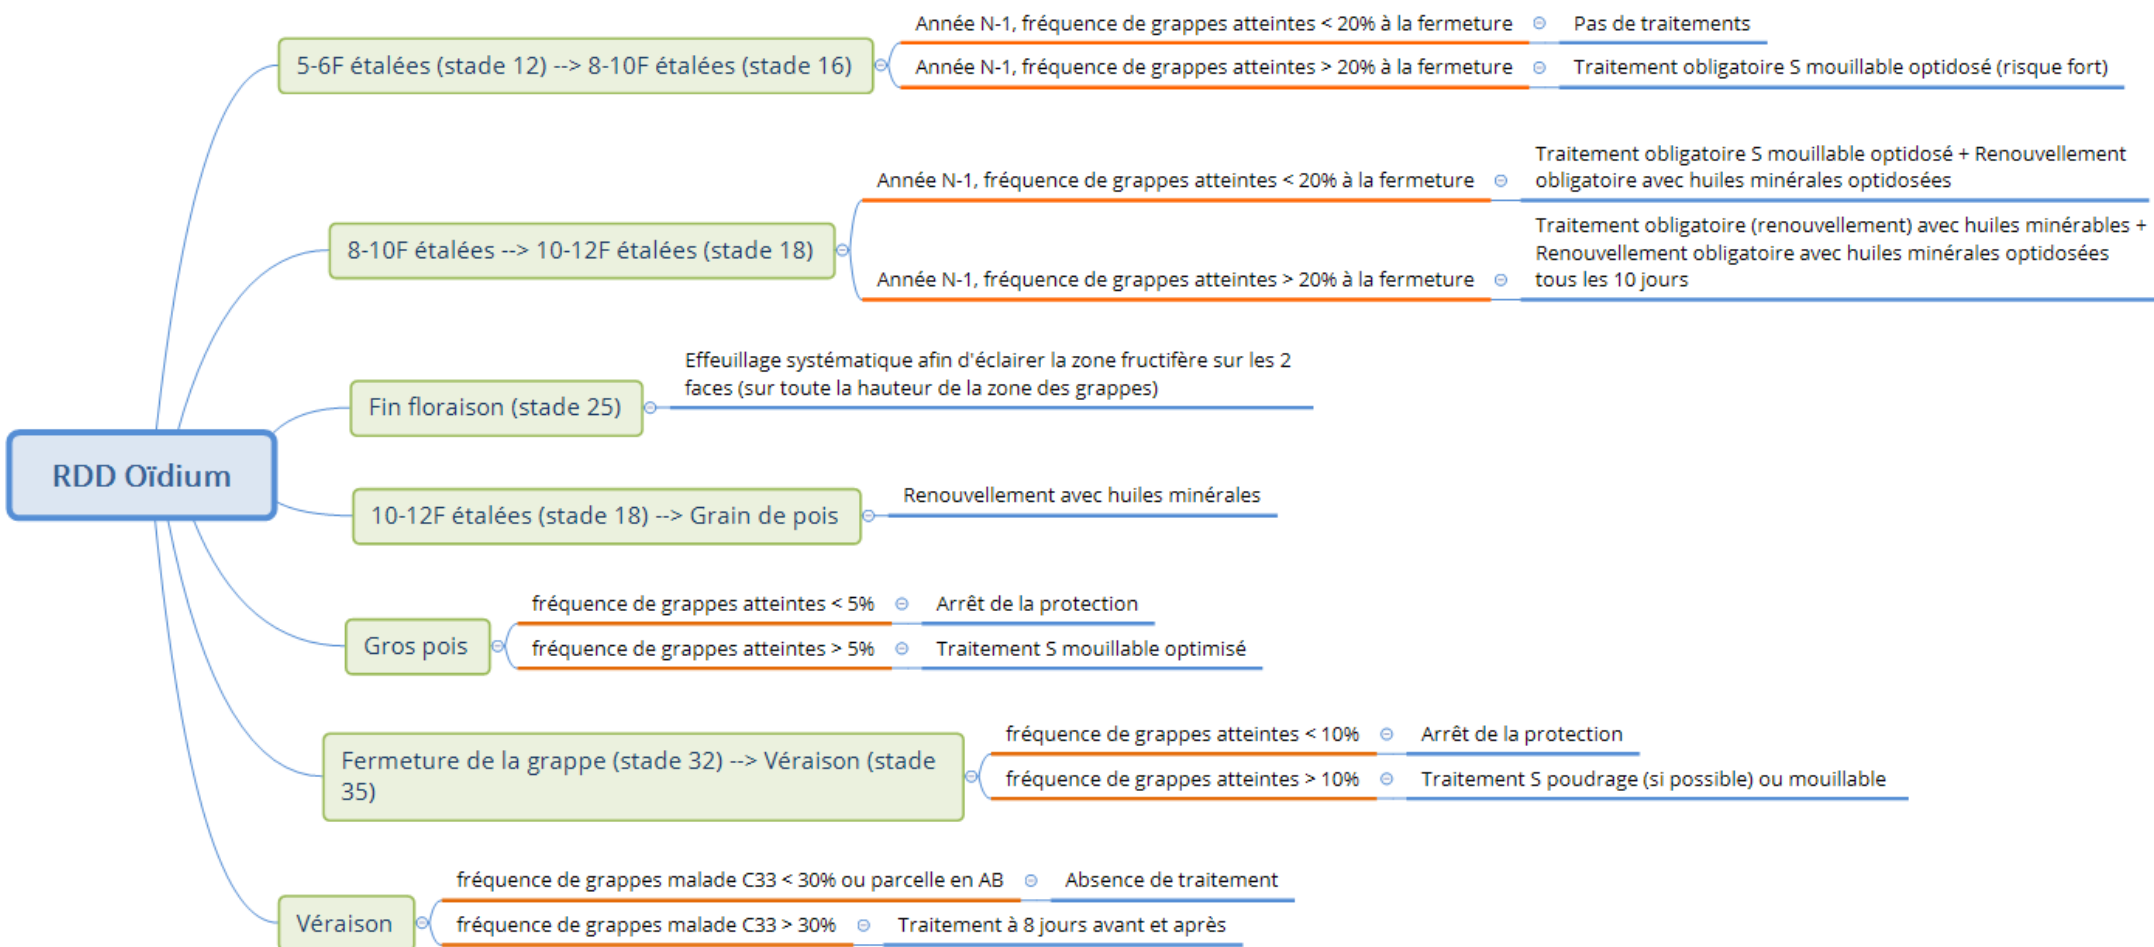 RDD Oïdium
5-6F étalées (stade 12) --> 8-10F étalées (stade 16)
Année N-1, fréquence de grappes atteintes < 20% à la fermeture
Pas de traitements
Année N-1, fréquence de grappes atteintes > 20% à la fermeture
Traitement obligatoire S mouillable optidosé (risque fort)
8-10F étalées --> 10-12F étalées (stade 18)
Année N-1, fréquence de grappes atteintes < 20% à la fermeture
Traitement obligatoire S mouillable optidosé + Renouvellement
obligatoire avec huiles minérales optidosées
Année N-1, fréquence de grappes atteintes > 20% à la fermeture
Traitement obligatoire (renouvellement) avec huiles minérables +
Renouvellement obligatoire avec huiles minérales optidosées
tous les 10 jours
Fin floraison (stade 25)
Effeuillage systématique afin d'éclairer la zone fructifère sur les 2
faces (sur toute la hauteur de la zone des grappes)
10-12F étalées (stade 18) --> Grain de pois
Renouvellement avec huiles minérales
Gros pois
fréquence de grappes atteintes < 5%
Arrêt de la protection
fréquence de grappes atteintes > 5%
Traitement S mouillable optimisé
Fermeture de la grappe (stade 32) --> Véraison (stade
35)
fréquence de grappes atteintes < 10%
Arrêt de la protection
fréquence de grappes atteintes > 10%
Traitement S poudrage (si possible) ou mouillable
Véraison
fréquence de grappes malade C33 < 30% ou parcelle en AB
Absence de traitement
fréquence de grappes malade C33 > 30%
Traitement à 8 jours avant et après